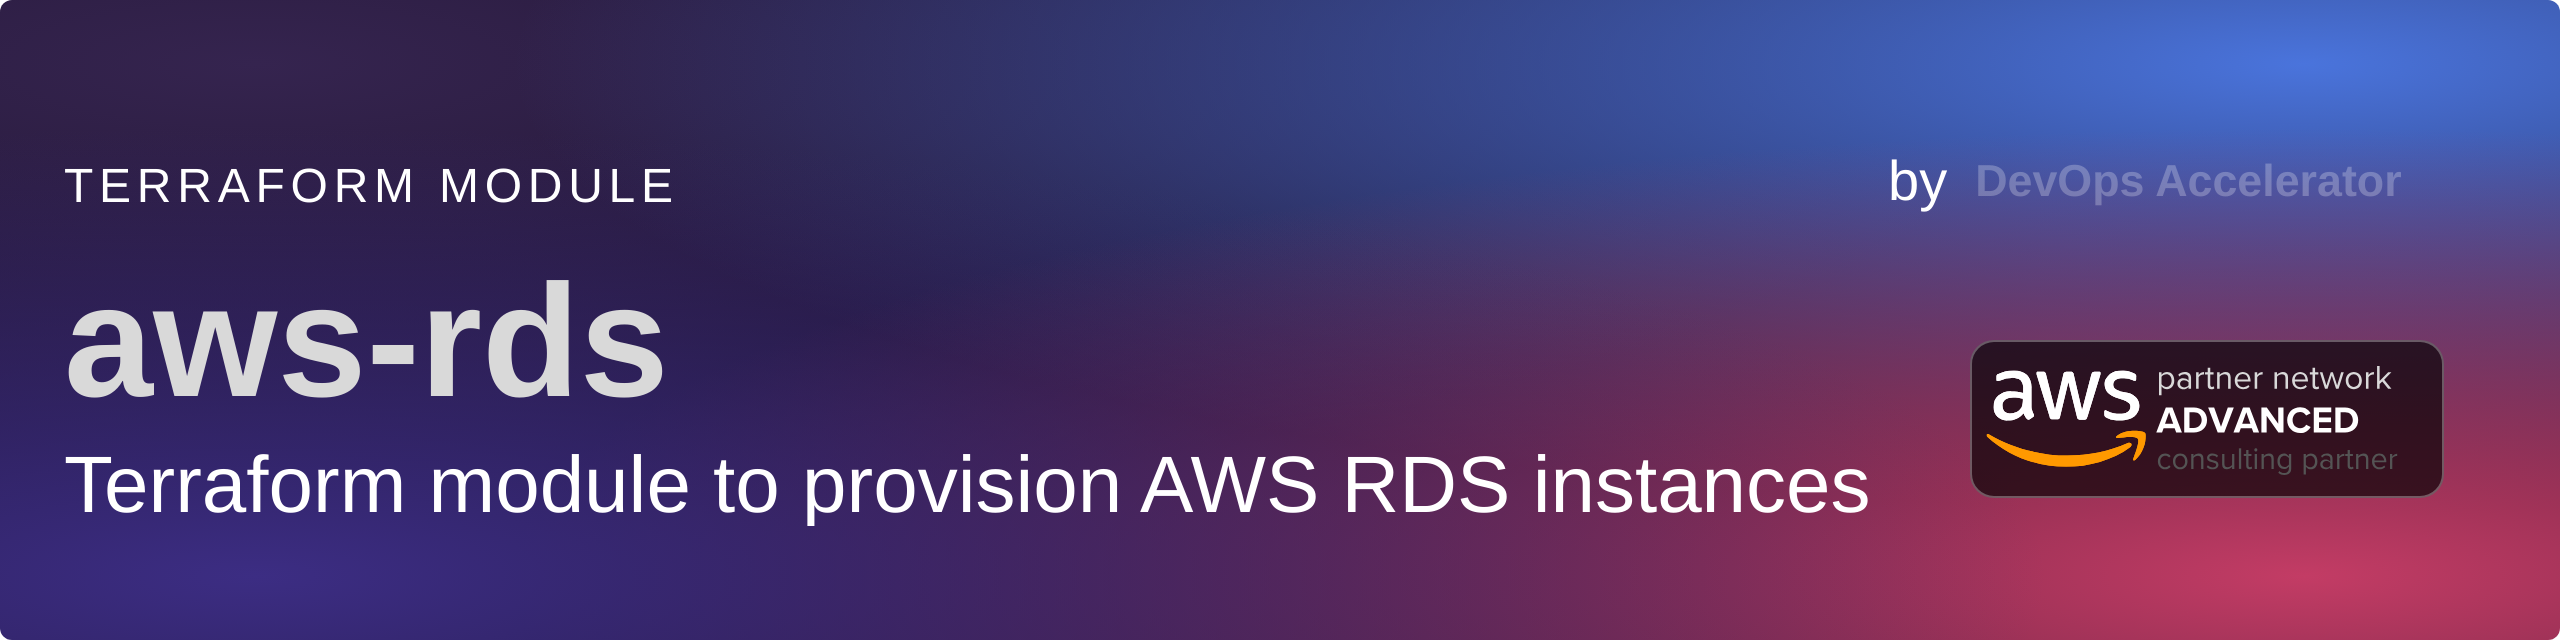 TERRAFORM MODULE
by DevOps Accelerator
aws-rds
Terraform module to provision AWS RDS instances
aws
partner network
ADVANCED
consulting partner